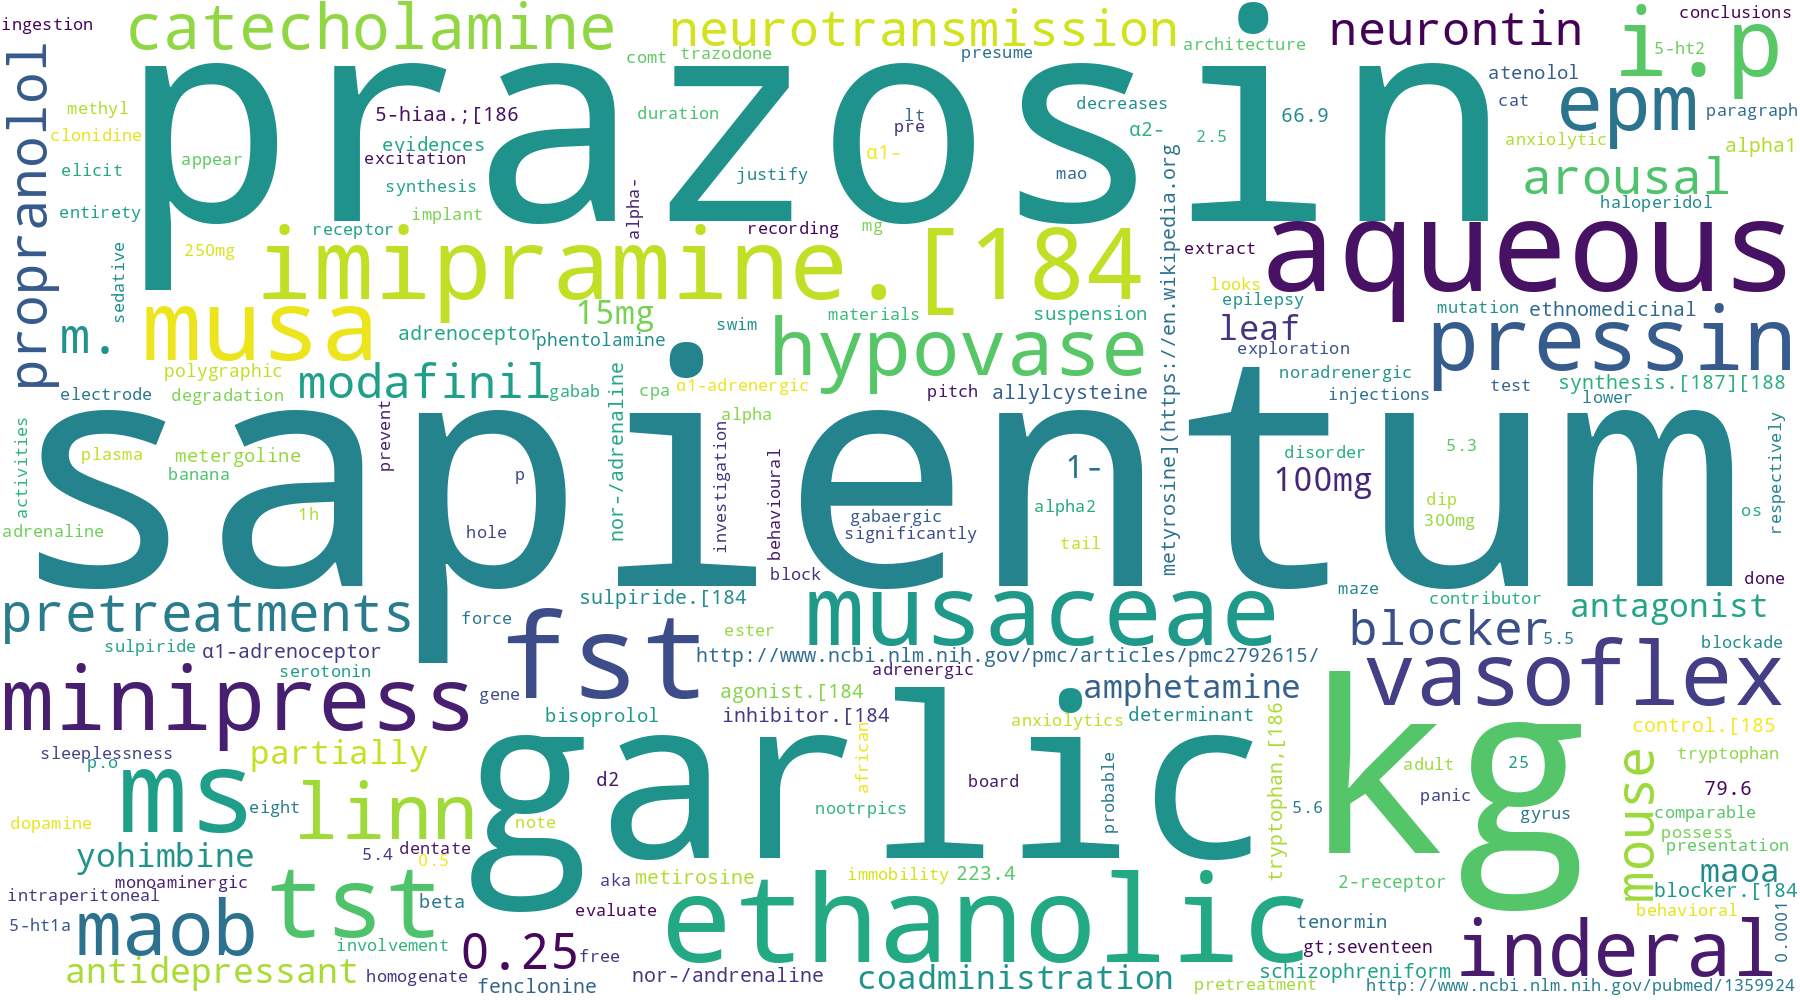 ingestion
catecholamine
neurotransmission
neurontin
conclusions
i.p
5-ht2
architecture
comt
trazodone
presume
prazosin
propranolol
methyl
clonidine
elicit
entirety
appear
5-hiaa.;[186
evidences
excitation
synthesis
implant
duration
lt
pre
α1-
justify
decreases
α2-
mao
2.5
66.9
atenolol
cat
epm
paragraph
anxiolytic
alpha1
arousal
haloperidol
alpha-
receptor
recording
mg
250mg
sedative
imipramine.[184
metyrosine](https://en.wikipedia.org
extract
aqueous
looks
epilepsy
mutation
ethnomedicinal
musa
m.
15mg
adrenoceptor
phentolamine
swim
materials
suspension
hypovase
leaf
exploration
pressin
polygraphic
modafinil
electrode
degradation
gabab
nor-/adrenaline
cpa
α1-adrenergic
alpha
pitch
allylcysteine
noradrenergic
injections
test
synthesis.[187][188
lower
sapientum
activities
plasma
metergoline
banana
prevent
p
1h
adrenaline
hole
investigation
behavioural
gabaergic
significantly
block
1-
alpha2
tail
disorder
100mg
5.3
dip
300mg
os
respectively
done
maze
contributor
antagonist
pretreatments
sulpiride.[184
force
fst
musaceae
ester
blocker
5.5
blockade
sulpiride
α1-adrenoceptor
serotonin
http://www.ncbi.nlm.nih.gov/pmc/articles/pmc2792615/
adrenergic
minipress
gene
agonist.[184
amphetamine
vasoflex
bisoprolol
inhibitor.[184
anxiolytics
determinant
control.[185
sleeplessness
p.o
partially
garlic
kg
tryptophan,[186
african
d2
board
probable
adult
25
mouse
tryptophan
79.6
ms
eight
linn
note
nootrpics
5.6
panic
gyrus
comparable
possess
presentation
dopamine
yohimbine
5.4
dentate
0.5
monoaminergic
intraperitoneal
tst
aka
metirosine
immobility
223.4
2-receptor
maoa
blocker.[184
behavioral
5-ht1a
maob
beta
evaluate
ethanolic
tenormin
0.0001
involvement
0.25
free
gt;seventeen
inderal
antidepressant
homogenate
fenclonine
nor-/andrenaline
coadministration
schizophreniform
pretreatment
http://www.ncbi.nlm.nih.gov/pubmed/1359924